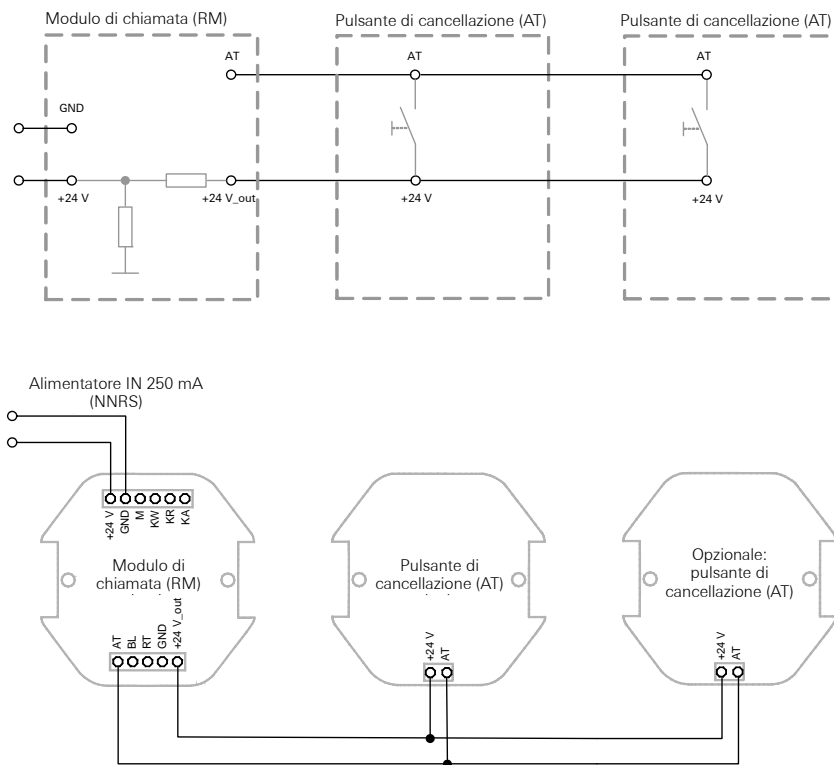 Modulo di chiamata (RM)
Pulsante di cancellazione (AT)
Pulsante di cancellazione (AT)
AT
AT
AT
GND
+24 V
+24 V_out
+24 V
+24 V
Alimentatore IN 250 mA
(NNRS)
+24 V
GND
M
KW
KR
KA
Modulo di
chiamata (RM)
Pulsante di
cancellazione (AT)
Opzionale:
pulsante di
cancellazione (AT)
AT
BL
RT
GND
+24 V_out
+24 V
AT
+24 V
AT